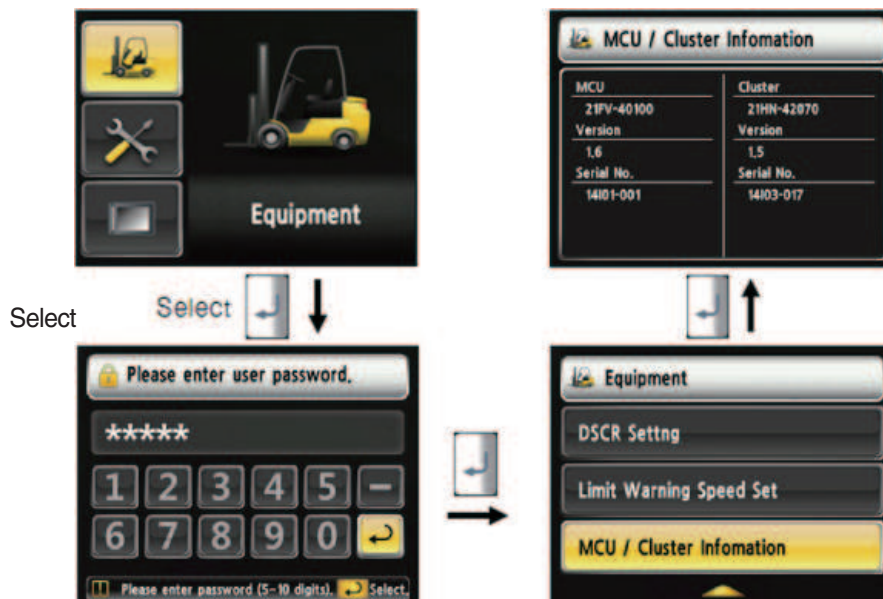 Equipment
Select
Select
Please enter user password.
*****
1 2 3 4 5 -
6 7 8 9 0
Please enter password (5-10 digits). Select.
Equipment
DSCR Settng
Limit Warning Speed Set
MCU / Cluster Infomation
MCU / Cluster Infomation
MCU Cluster
21FV-40100 21HN-42070
Version Version
1.6 1.5
Serial No. Serial No.
14I01-001 14I03-017